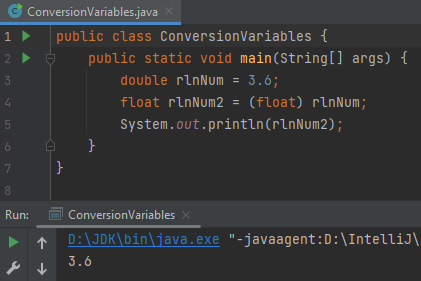 ConversionVariables.java
1 public class ConversionVariables {
2 public static void main(String[] args) {
3 double rlnNum = 3.6;
4 float rlnNum2 = (float) rlnNum;
5 System.out.println(rlnNum2);
6 }
7 }
8
Run: ConversionVariables
D:\JDK\bin\java.exe "-javaagent:D:\IntelliJ\
3.6